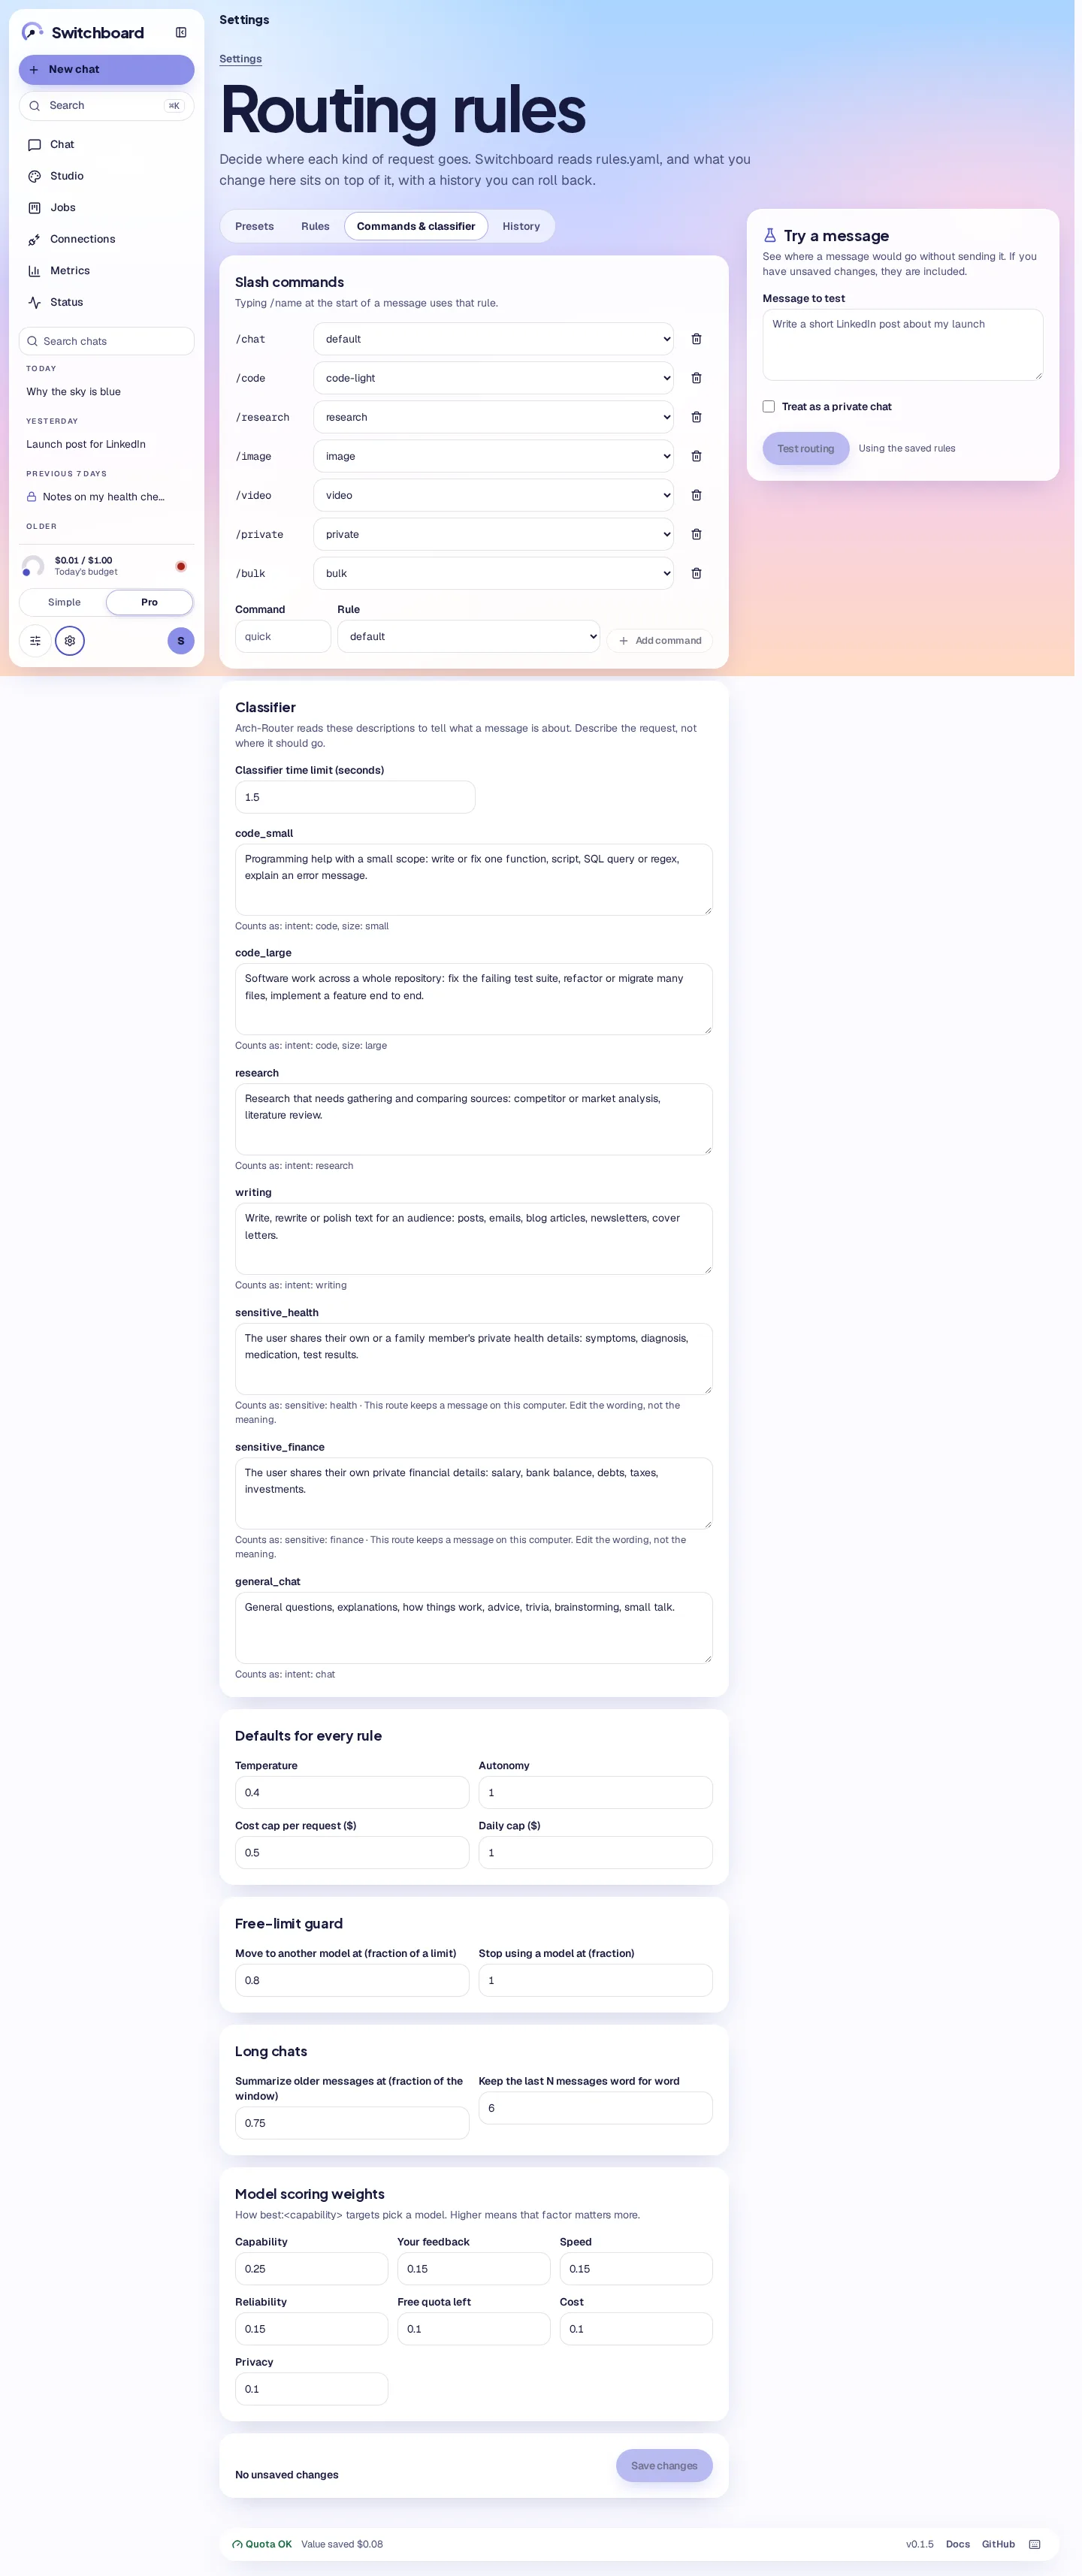 Switchboard
New chat
Search
⌘K
Chat
Studio
Jobs
Connections
Metrics
Status
Search chats
TODAY
Why the sky is blue
YESTERDAY
Launch post for LinkedIn
PREVIOUS 7 DAYS
Notes on my health che...
OLDER
$0.01 / $1.00
Today's budget
Simple
Pro
S
Settings
Settings
Routing rules
Decide where each kind of request goes. Switchboard reads rules.yaml, and what you
change here sits on top of it, with a history you can roll back.
Presets
Rules
Commands & classifier
History
Slash commands
Typing /name at the start of a message uses that rule.
/chat
default
/code
code-light
/research
research
/image
image
/video
video
/private
private
/bulk
bulk
Command
Rule
quick
default
Add command
Try a message
See where a message would go without sending it. If you
have unsaved changes, they are included.
Message to test
Write a short LinkedIn post about my launch
Treat as a private chat
Test routing
Using the saved rules
Classifier
Arch-Router reads these descriptions to tell what a message is about. Describe the request, not
where it should go.
Classifier time limit (seconds)
1.5
code_small
Programming help with a small scope: write or fix one function, script, SQL query or regex,
explain an error message.
Counts as: intent: code, size: small
code_large
Software work across a whole repository: fix the failing test suite, refactor or migrate many
files, implement a feature end to end.
Counts as: intent: code, size: large
research
Research that needs gathering and comparing sources: competitor or market analysis,
literature review.
Counts as: intent: research
writing
Write, rewrite or polish text for an audience: posts, emails, blog articles, newsletters, cover
letters.
Counts as: intent: writing
sensitive_health
The user shares their own or a family member's private health details: symptoms, diagnosis,
medication, test results.
Counts as: sensitive: health · This route keeps a message on this computer. Edit the wording, not the
meaning.
sensitive_finance
The user shares their own private financial details: salary, bank balance, debts, taxes,
investments.
Counts as: sensitive: finance · This route keeps a message on this computer. Edit the wording, not the
meaning.
general_chat
General questions, explanations, how things work, advice, trivia, brainstorming, small talk.
Counts as: intent: chat
Defaults for every rule
Temperature
Autonomy
0.4
1
Cost cap per request ($)
Daily cap ($)
0.5
1
Free-limit guard
Move to another model at (fraction of a limit)
Stop using a model at (fraction)
0.8
1
Long chats
Summarize older messages at (fraction of the
window)
Keep the last N messages word for word
0.75
6
Model scoring weights
How best:<capability> targets pick a model. Higher means that factor matters more.
Capability
Your feedback
Speed
0.25
0.15
0.15
Reliability
Free quota left
Cost
0.15
0.1
0.1
Privacy
0.1
No unsaved changes
Save changes
Quota OK
Value saved $0.08
v0.1.5
Docs
GitHub